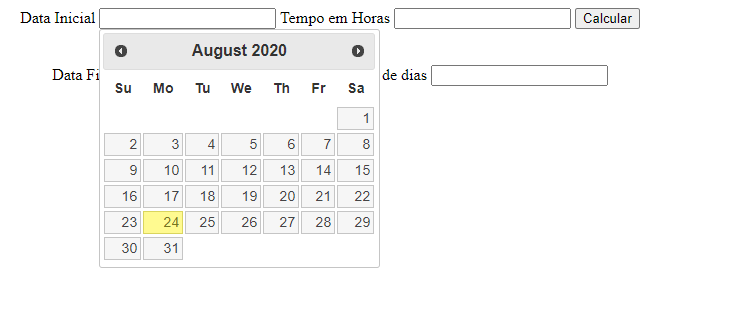 Data Inicial Tempo em Horas Calcular
August 2020
Data Fi de dias
Su Mo Tu We Th Fr Sa
1
2 3 4 5 6 7 8
9 10 11 12 13 14 15
16 17 18 19 20 21 22
23 24 25 26 27 28 29
30 31